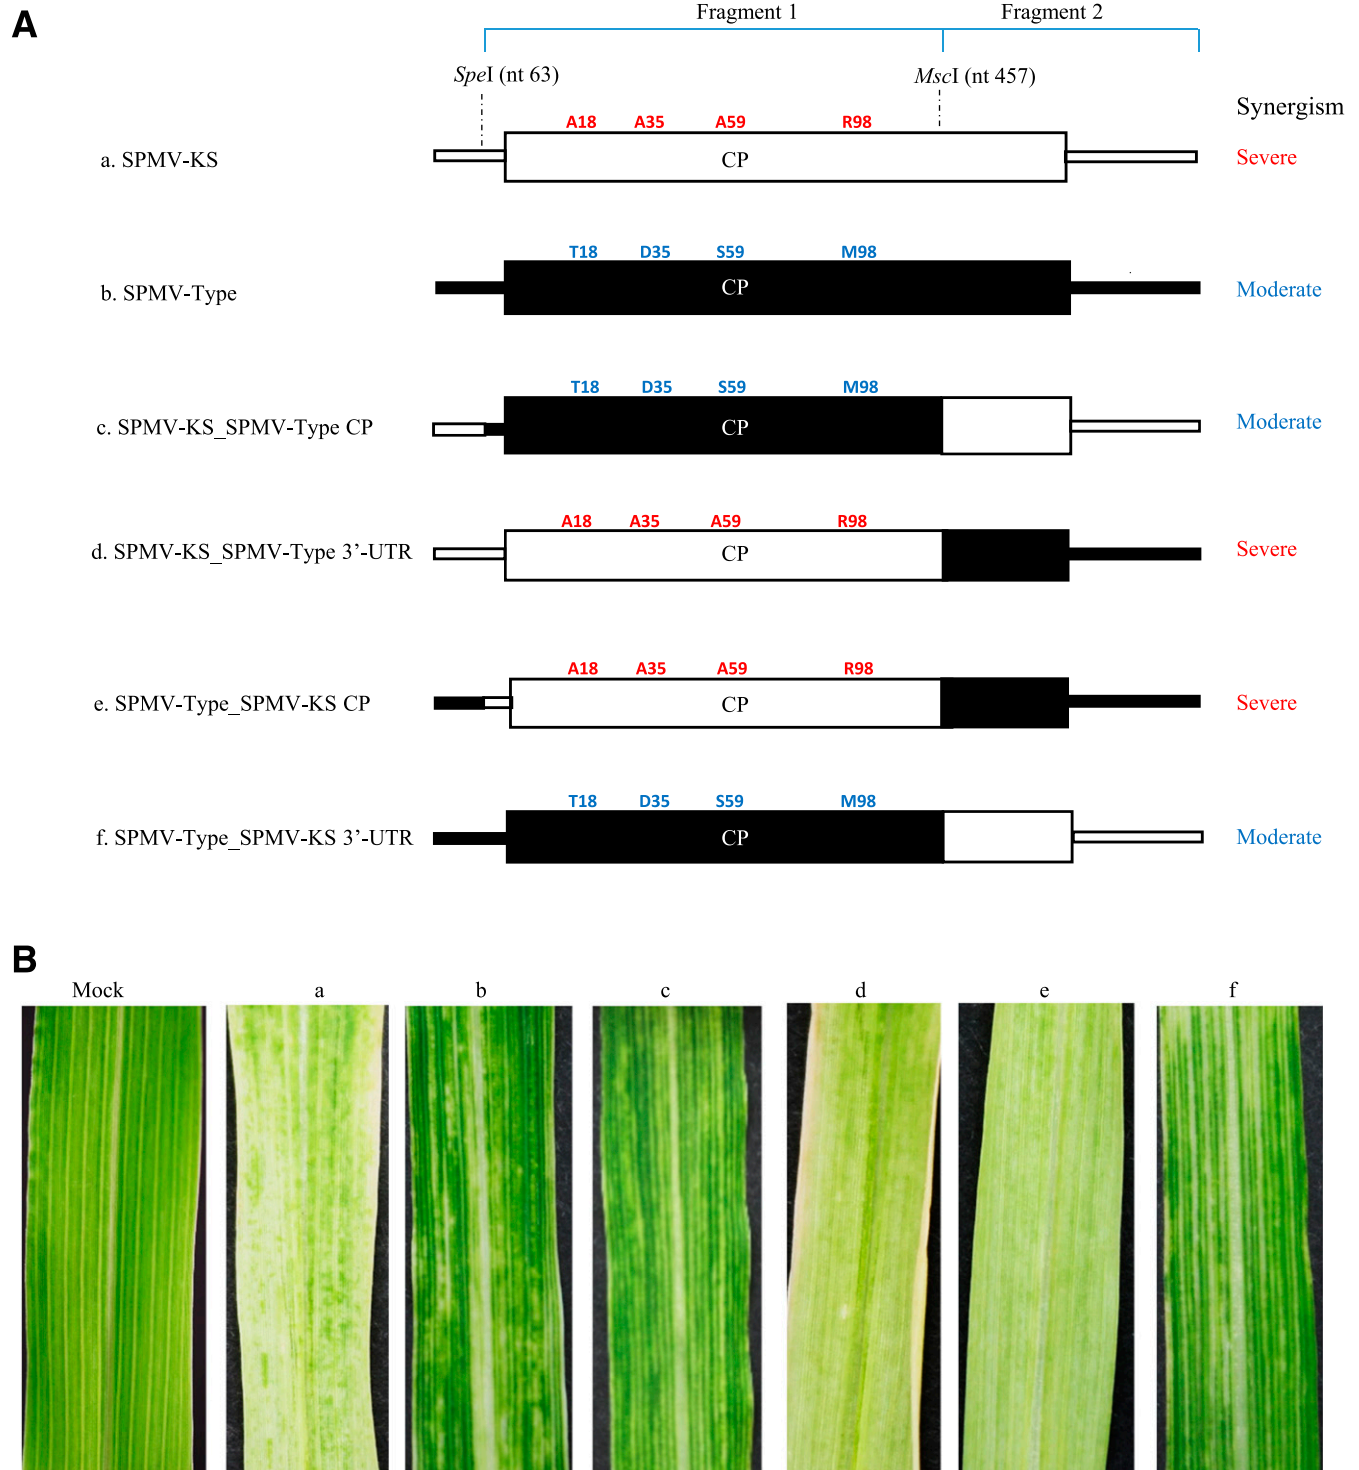 A
Fragment 1 Fragment 2
SpeI (nt 63) MscI (nt 457)
Synergism
A18 A35 A59 R98
a. SPMV-KS CP Severe
T18 D35 S59 M98
b. SPMV-Type CP Moderate
T18 D35 S59 M98
c. SPMV-KS_SPMV-Type CP CP Moderate
A18 A35 A59 R98
d. SPMV-KS_SPMV-Type 3’-UTR CP Severe
A18 A35 A59 R98
e. SPMV-Type_SPMV-KS CP CP Severe
T18 D35 S59 M98
f. SPMV-Type_SPMV-KS 3’-UTR CP Moderate
B
Mock a b c d e f